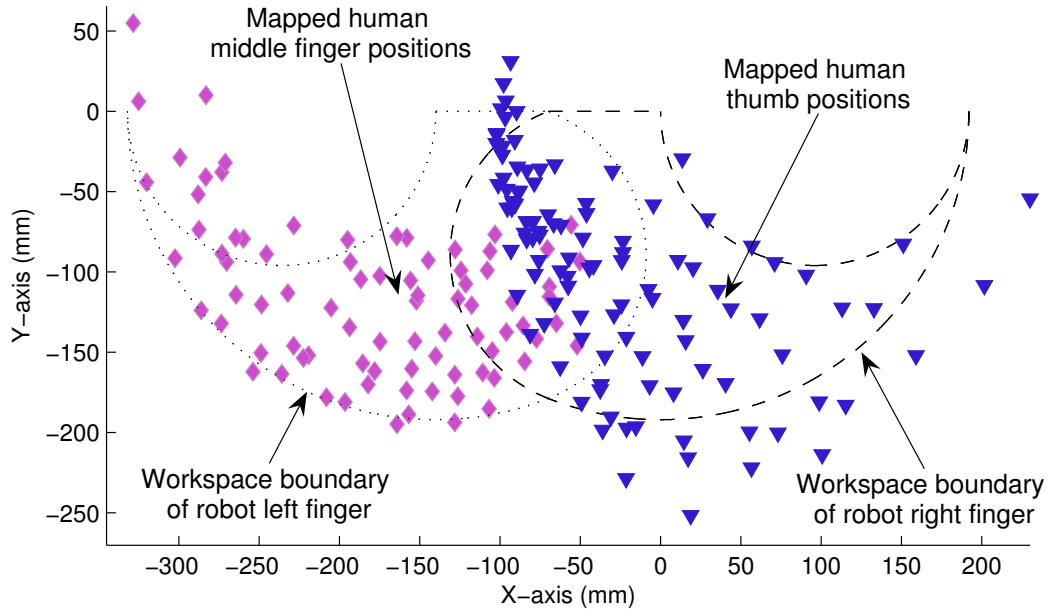 Mapped human
middle finger positions
Mapped human
thumb positions
Workspace boundary
of robot left finger
Workspace boundary
of robot right finger
50
0
−50
−100
−150
−200
−250
Y−axis (mm)
−300 −250 −200 −150 −100 −50 0 50 100 150 200
X−axis (mm)